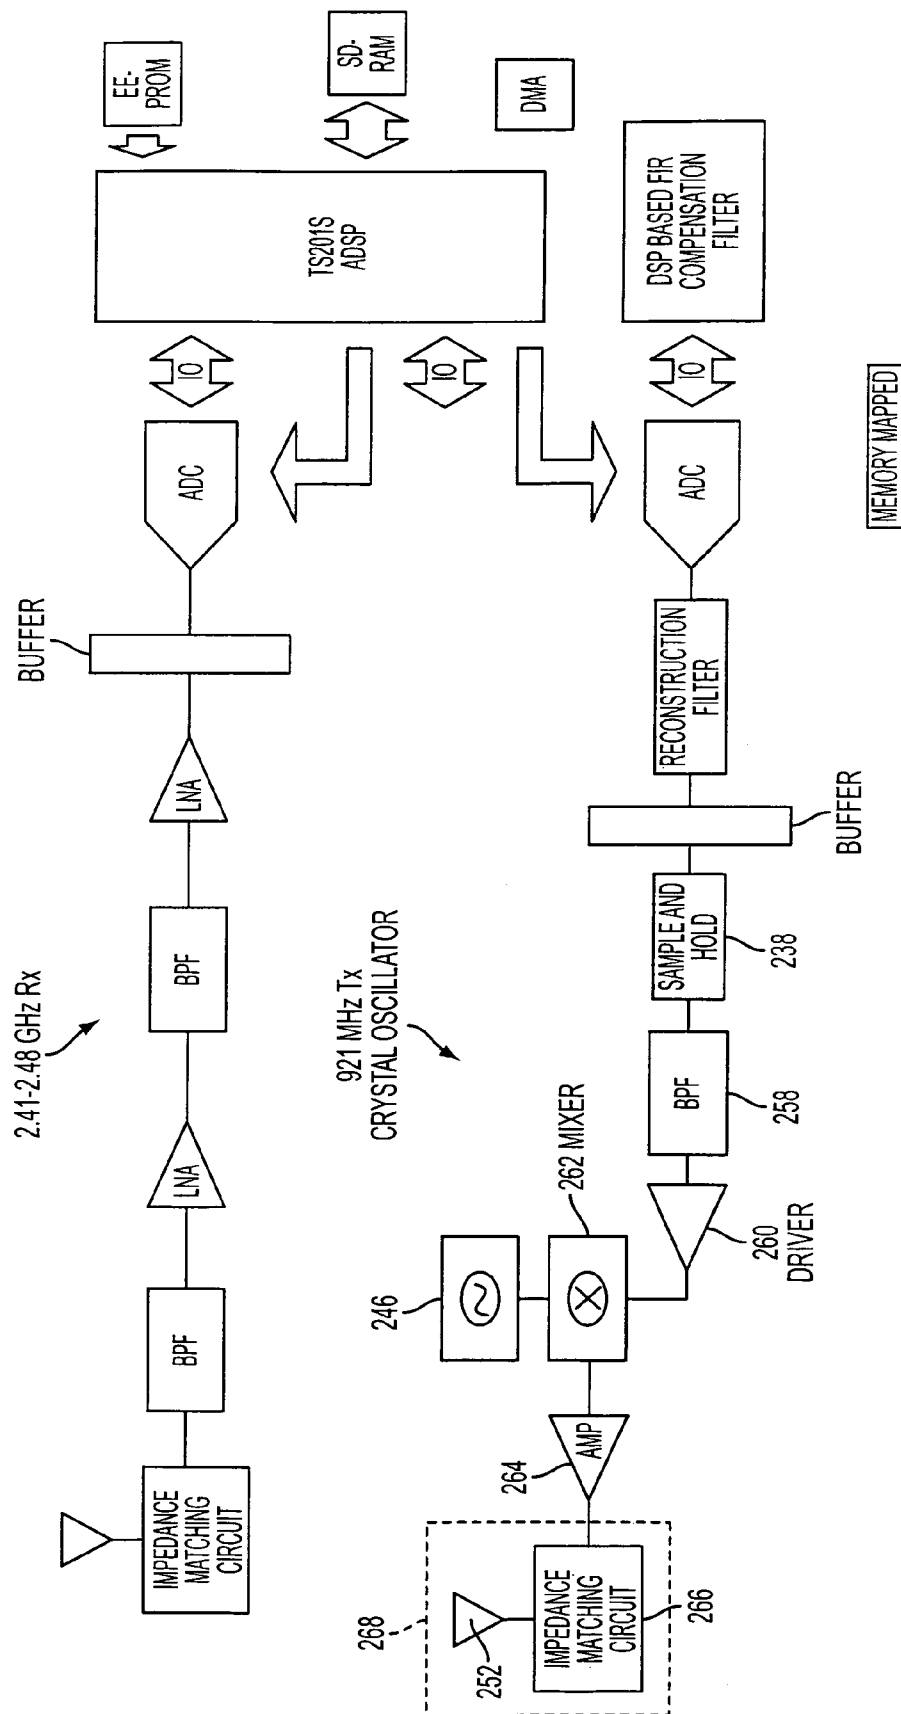 2.41-2.48 GHz Rx
IMPEDANCE
MATCHING
CIRCUIT
BPF
LNA
BPF
LNA
BUFFER
ADC
IO
EE-
PROM
TS201S
ADSP
SD-
RAM
IO
DMA
921 MHz Tx
CRYSTAL OSCILLATOR
268
252
IMPEDANCE
MATCHING
CIRCUIT
266
264
AMP
246
262 MIXER
260
DRIVER
BPF
258
SAMPLE AND
HOLD
238
BUFFER
RECONSTRUCTION
FILTER
ADC
IO
DSP BASED FIR
COMPENSATION
FILTER
MEMORY MAPPED